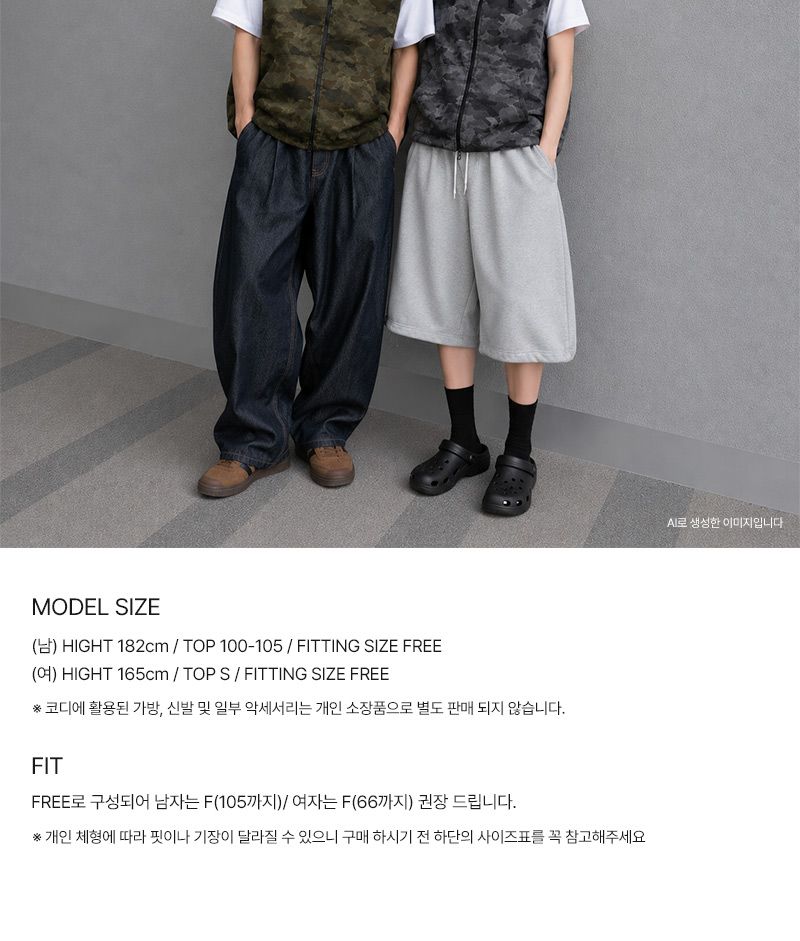 AI로 생성한 이미지입니다
MODEL SIZE
(남) HIGHT 182cm / TOP 100-105 / FITTING SIZE FREE
(여) HIGHT 165cm / TOP S / FITTING SIZE FREE
※ 코디에 활용된 가방, 신발 및 일부 악세서리는 개인 소장품으로 별도 판매 되지 않습니다.
FIT
FREE로 구성되어 남자는 F(105까지)/ 여자는 F(66까지) 권장 드립니다.
※ 개인 체형에 따라 핏이나 기장이 달라질 수 있으니 구매 하시기 전 하단의 사이즈표를 꼭 참고해주세요